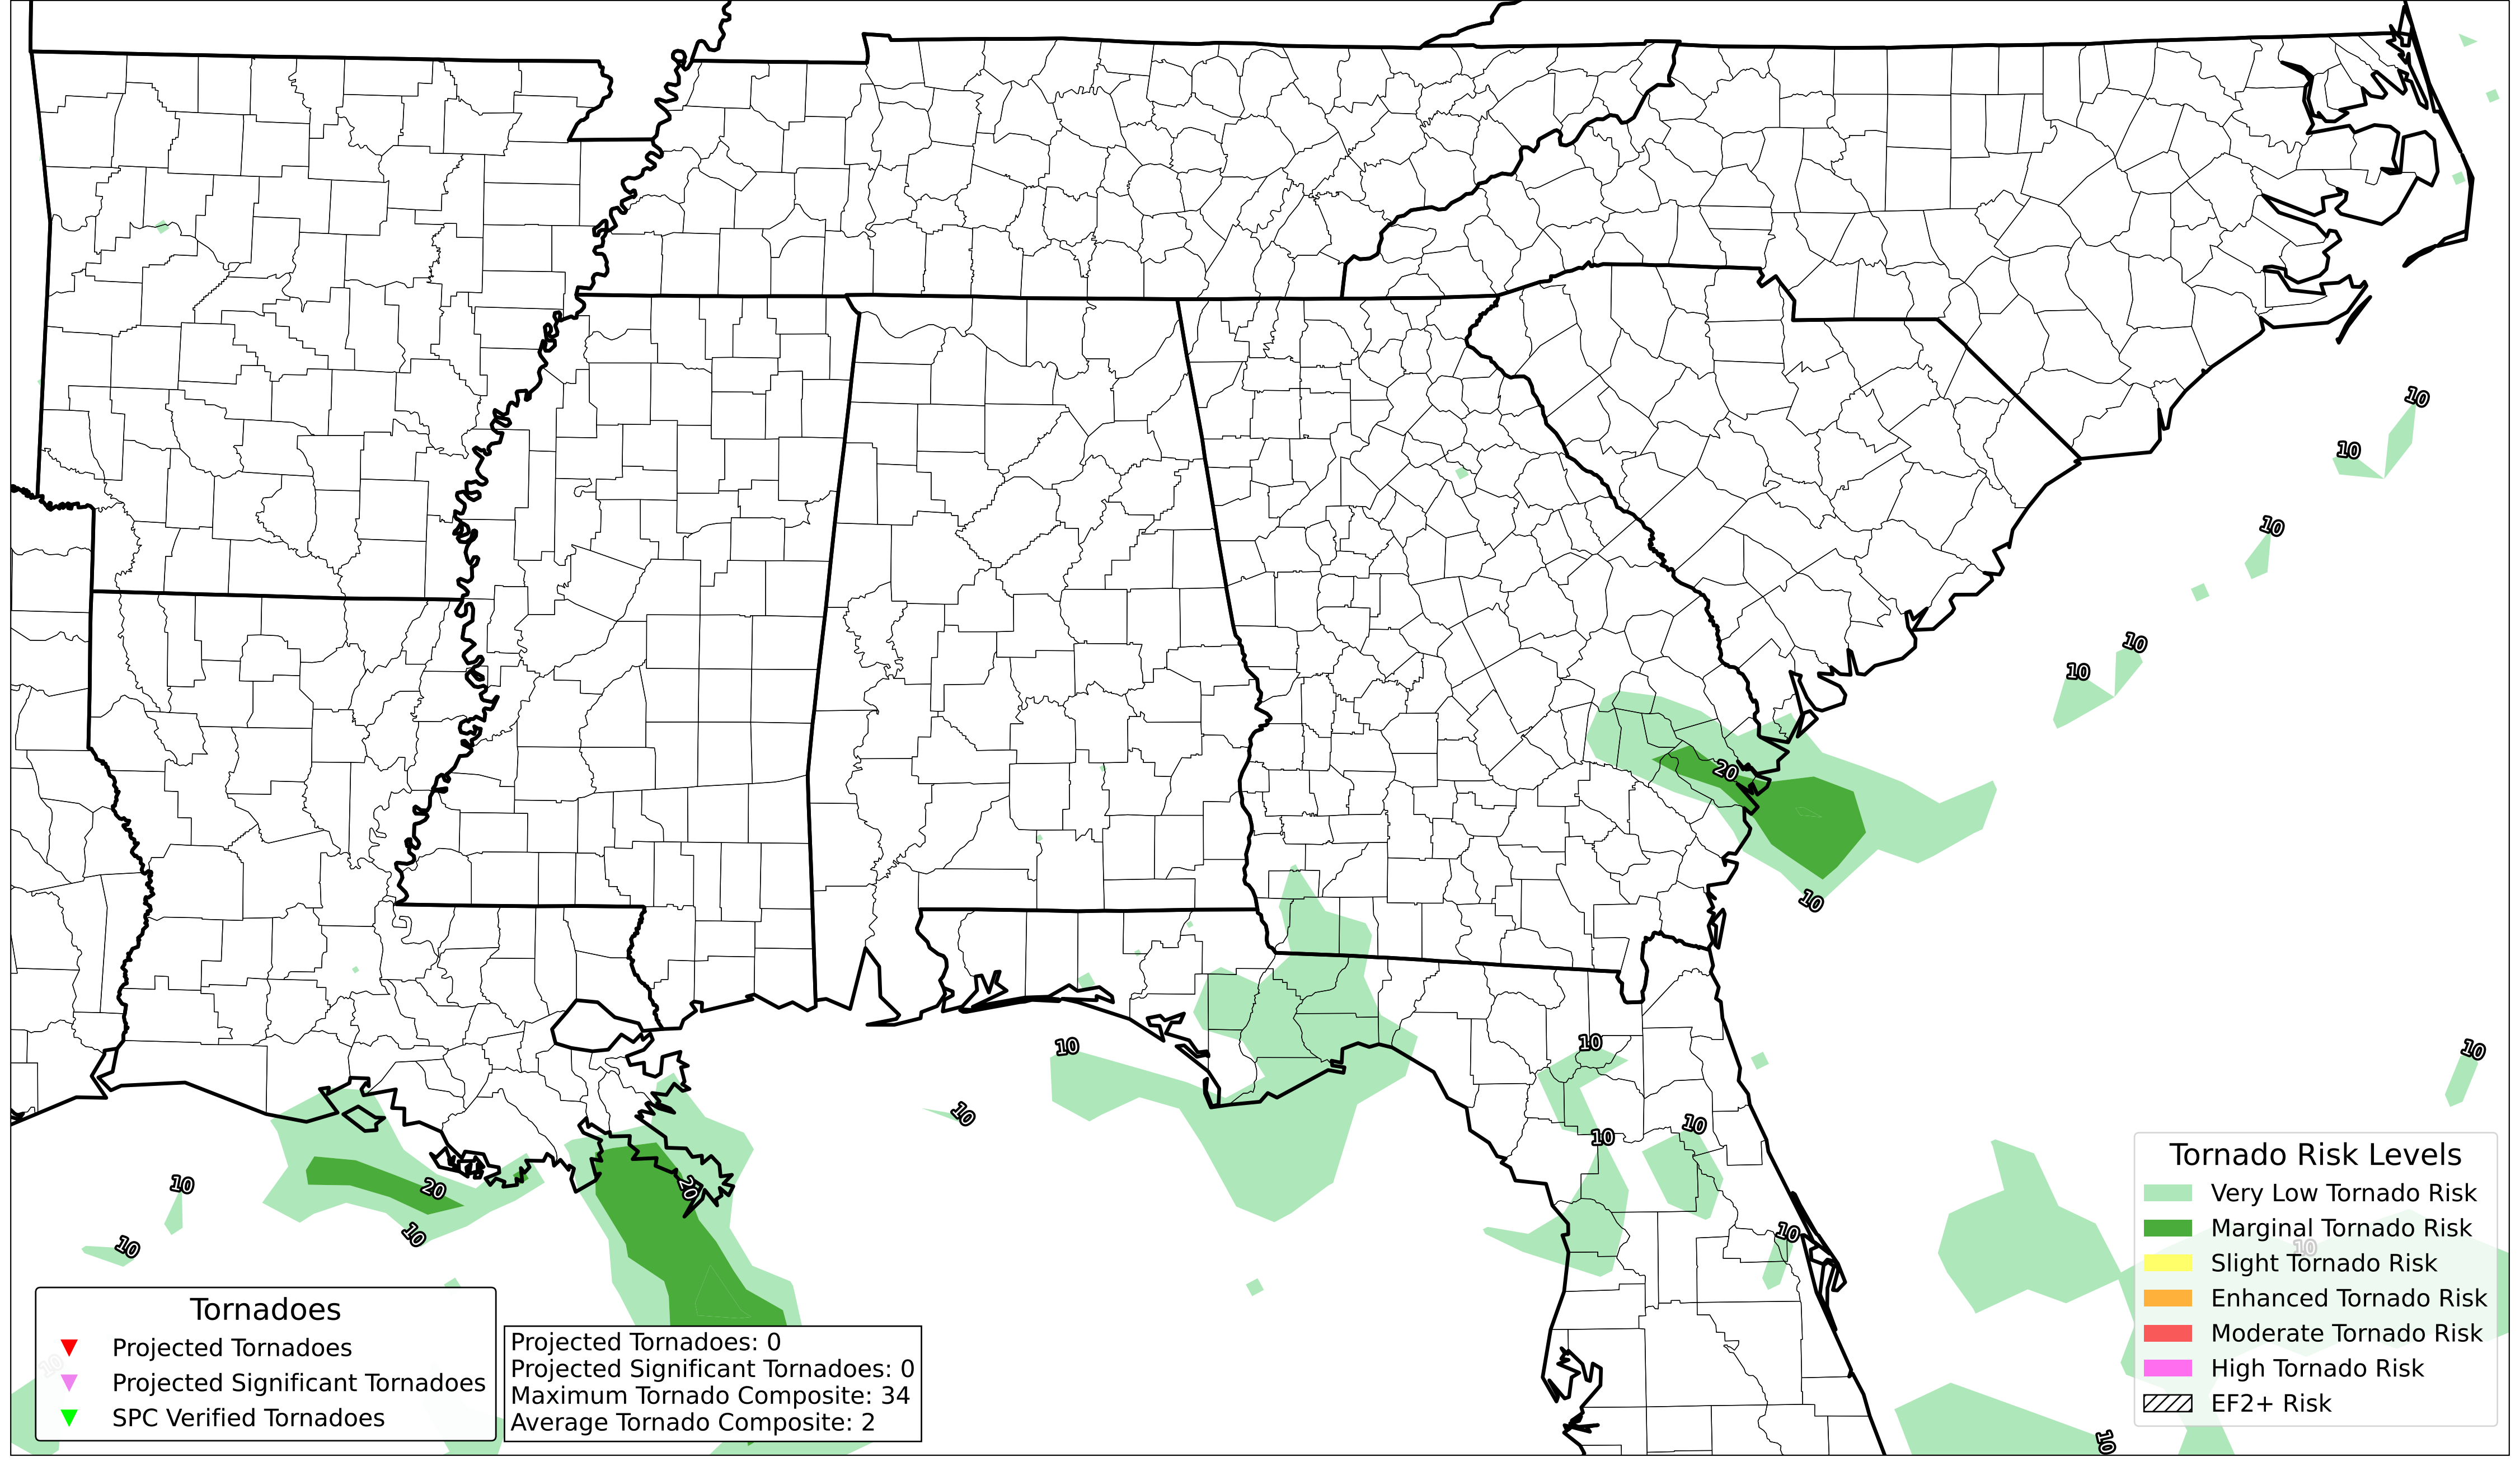 10
10
10
10
10
20
10
10
10
10
10
10
10
10
20
20
10
10
10
10
10
10
Tornado Risk Levels
Very Low Tornado Risk
Marginal Tornado Risk
Slight Tornado Risk
Enhanced Tornado Risk
Moderate Tornado Risk
High Tornado Risk
EF2+ Risk
Tornadoes
Projected Tornadoes
Projected Significant Tornadoes
SPC Verified Tornadoes
Projected Tornadoes: 0
Projected Significant Tornadoes: 0
Maximum Tornado Composite: 34
Average Tornado Composite: 2
10